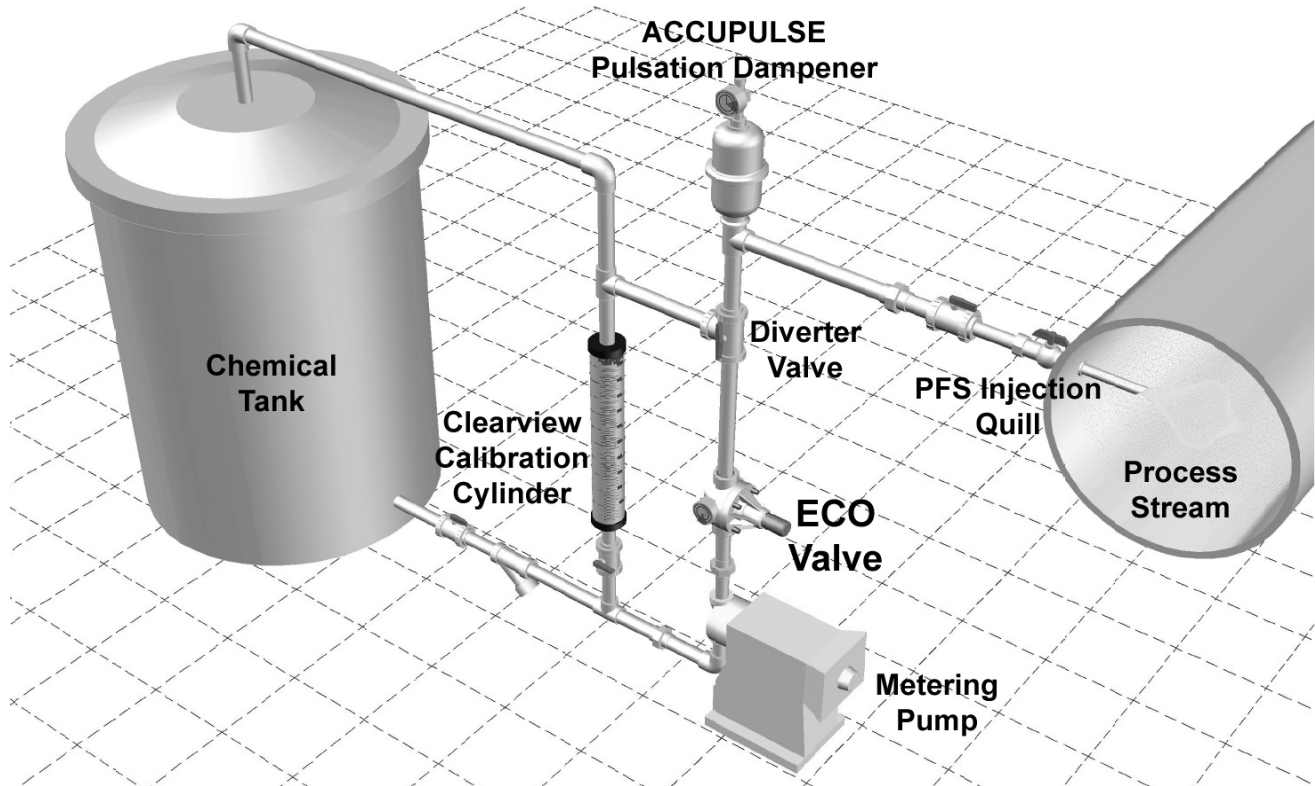 ACCUPULSE
Pulsation Dampener
Chemical
Tank
Clearview
Calibration
Cylinder
Diverter
Valve
PFS Injection
Quill
Process
Stream
ECO
Valve
Metering
Pump